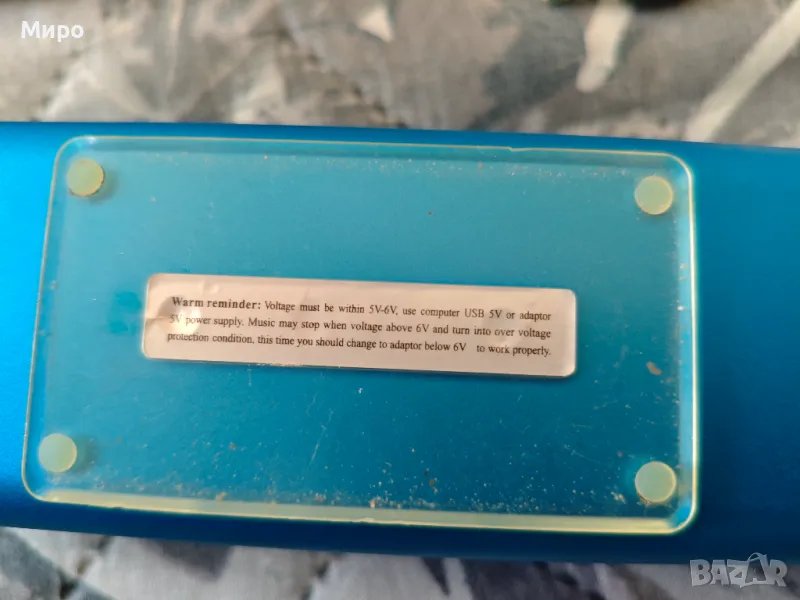 Миро
Warm reminder: Voltage must be within 5V-6V, use computer USB 5V or adaptor
5V power supply. Music may stop when voltage above 6V and turn into over voltage
protection condition, this time you should change to adaptor below 6V to work properly.
BAZAR